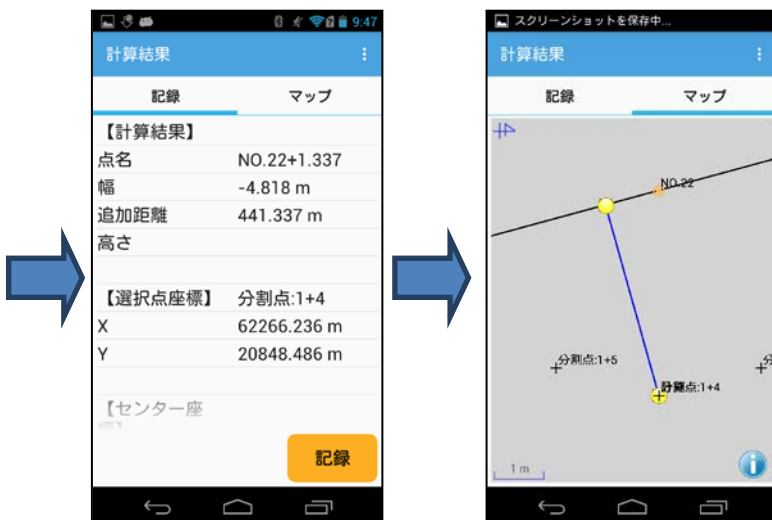 9:47
計算結果
記録 マップ
【計算結果】
点名 NO.22+1.337
幅 -4.818 m
追加距離 441.337 m
高さ
【選択点座標】 分割点:1+4
X 62266.236 m
Y 20848.486 m
【センター座
標】
記録
スクリーンショットを保存中...
計算結果
記録 マップ
NO.22
分割点:1+5
分
点:1+4
1 m